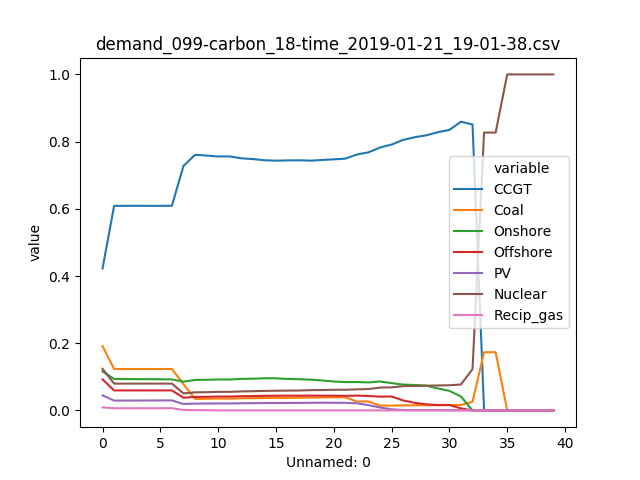 demand_099-carbon_18-time_2019-01-21_19-01-38.csv
1.0
0.8
0.6
0.4
0.2
0.0
value
variable
CCGT
Coal
Onshore
Offshore
PV
Nuclear
Recip_gas
0 5 10 15 20 25 30 35 40
Unnamed: 0